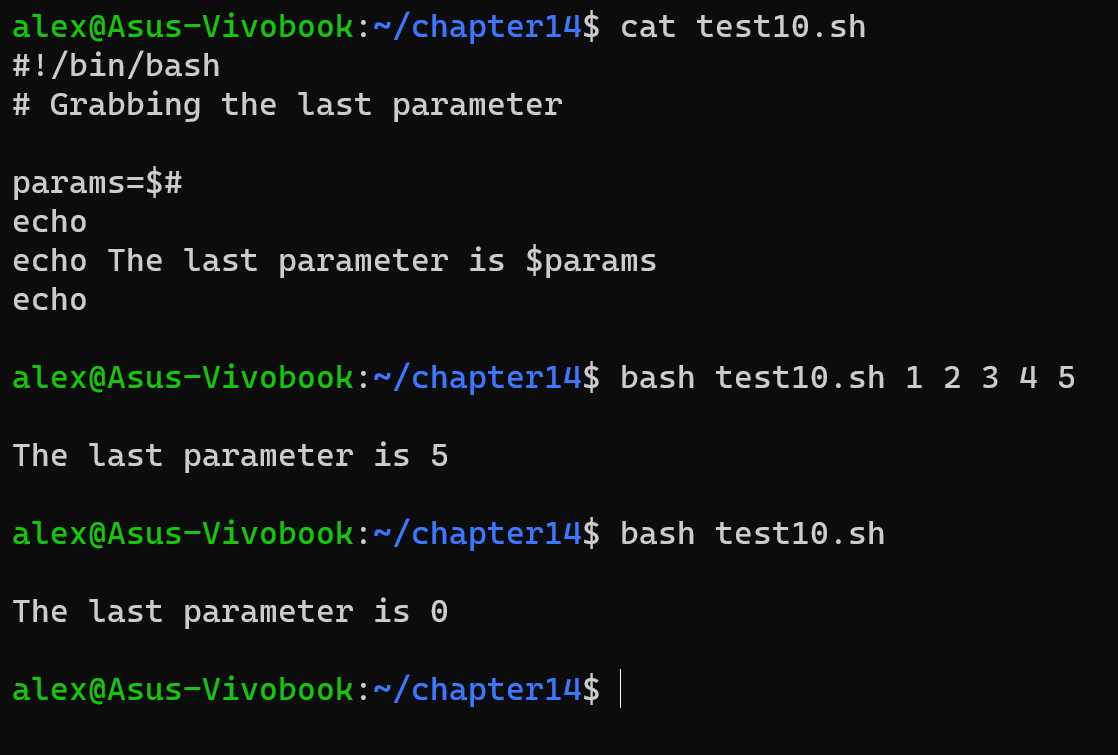 alex@Asus-Vivobook:~/chapter14$ cat test10.sh
#!/bin/bash
# Grabbing the last parameter
params=$#
echo
echo The last parameter is $params
echo
alex@Asus-Vivobook:~/chapter14$ bash test10.sh 1 2 3 4 5
The last parameter is 5
alex@Asus-Vivobook:~/chapter14$ bash test10.sh
The last parameter is 0
alex@Asus-Vivobook:~/chapter14$